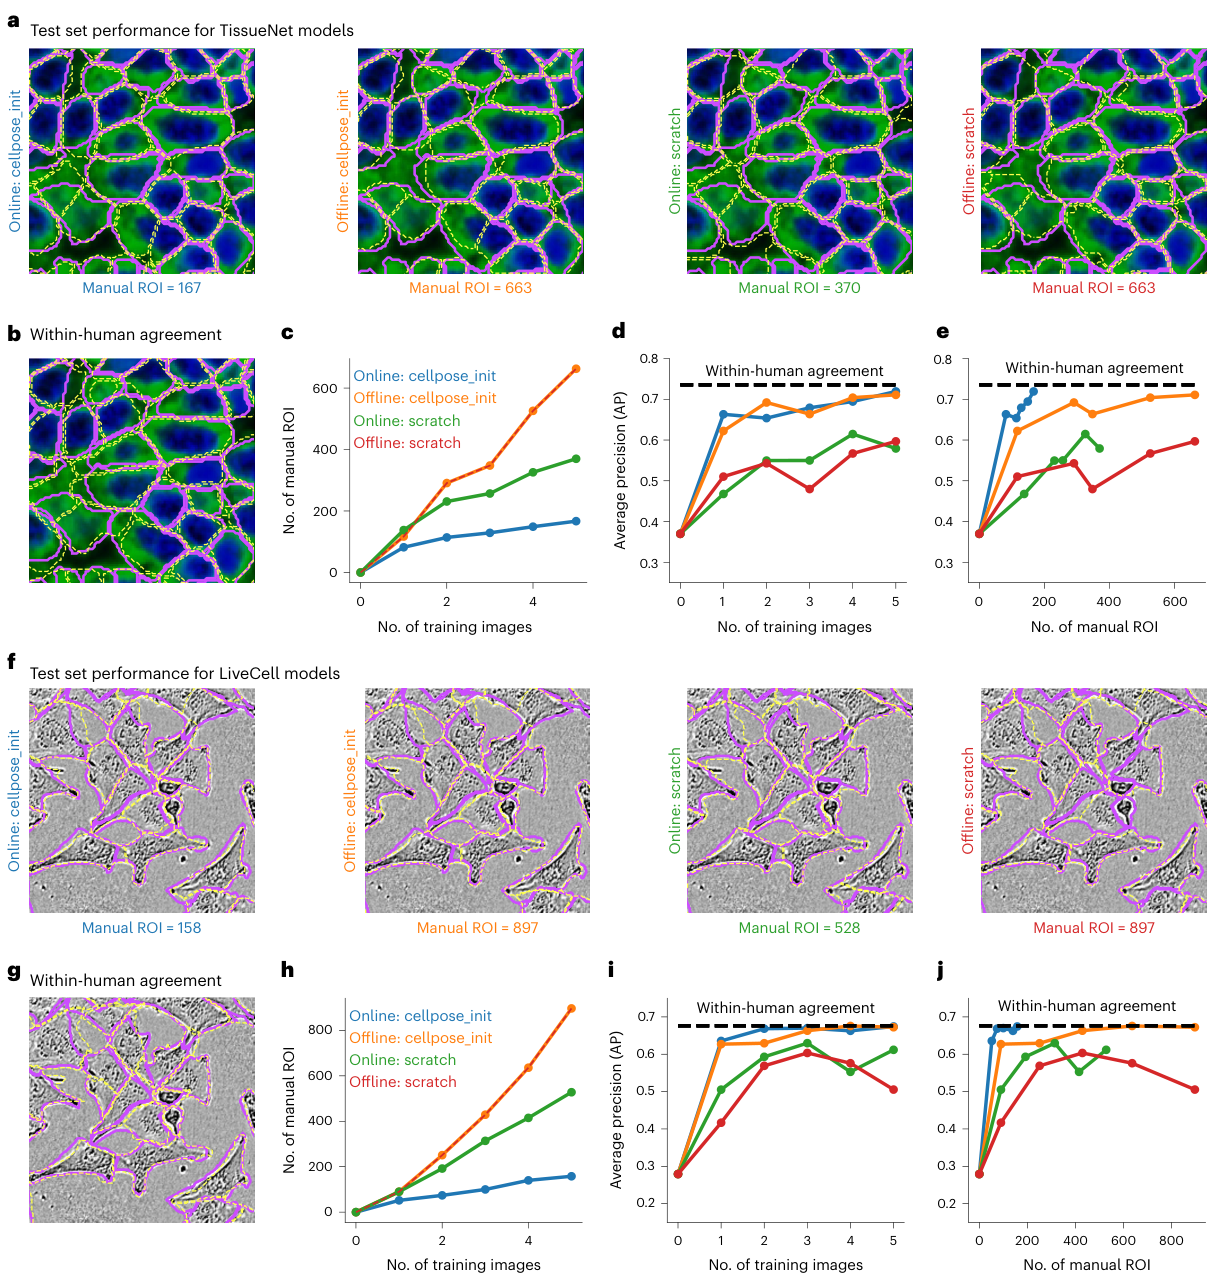 a
Test set performance for TissueNet models
Online: cellpose_init
Offline: cellpose_init
Online: scratch
Offline: scratch
Manual ROI = 167
Manual ROI = 663
Manual ROI = 370
Manual ROI = 663
b
Within-human agreement
c
Online: cellpose_init
Offline: cellpose_init
Online: scratch
Offline: scratch
No. of manual ROI
600
400
200
0
0
2
4
No. of training images
d
Within-human agreement
Average precision (AP)
0.8
0.7
0.6
0.5
0.4
0.3
0
1
2
3
4
5
No. of training images
e
Within-human agreement
0.8
0.7
0.6
0.5
0.4
0.3
0
200
400
600
No. of manual ROI
f
Test set performance for LiveCell models
Online: cellpose_init
Offline: cellpose_init
Online: scratch
Offline: scratch
Manual ROI = 158
Manual ROI = 897
Manual ROI = 528
Manual ROI = 897
g
Within-human agreement
h
Online: cellpose_init
Offline: cellpose_init
Online: scratch
Offline: scratch
No. of manual ROI
800
600
400
200
0
0
2
4
No. of training images
i
Within-human agreement
Average precision (AP)
0.7
0.6
0.5
0.4
0.3
0.2
0
1
2
3
4
5
No. of training images
j
Within-human agreement
0.7
0.6
0.5
0.4
0.3
0.2
0
200
400
600
800
No. of manual ROI